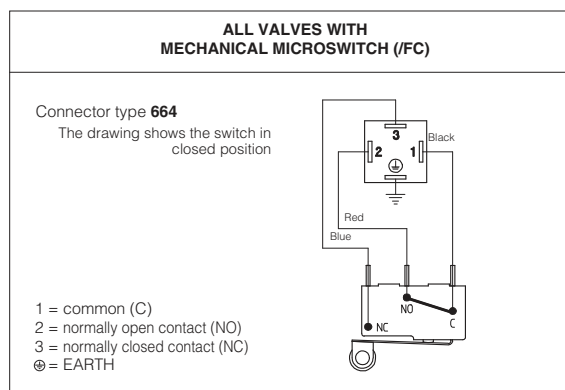 ALL VALVES WITH
MECHANICAL MICROSWITCH (/FC)
Connector type 664
The drawing shows the switch in
closed position
3
Black
2
1
Red
Blue
NO
C
NC
1 = common (C)
2 = normally open contact (NO)
3 = normally closed contact (NC)
⏚ = EARTH